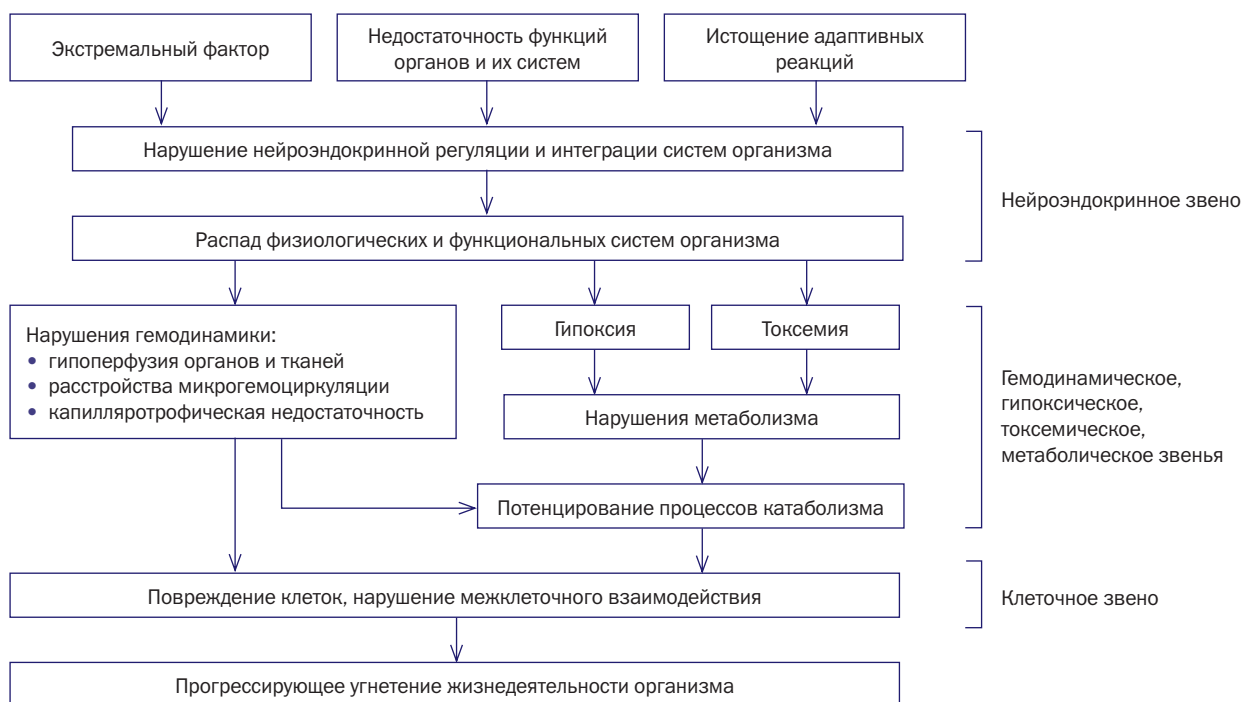 Экстремальный фактор
Недостаточность функций
органов и их систем
Истощение адаптивных
реакций
Нарушение нейроэндокринной регуляции и интеграции систем организма
Нейроэндокринное звено
Распад физиологических и функциональных систем организма
Нарушения гемодинамики:
• гипоперфузия органов и тканей
• расстройства микрогемоциркуляции
• капилляротрофическая недостаточность
Гипоксия
Токсемия
Нарушения метаболизма
Потенцирование процессов катаболизма
Гемодинамическое,
гипоксическое,
токсемическое,
метаболическое звенья
Повреждение клеток, нарушение межклеточного взаимодействия
Клеточное звено
Прогрессирующее угнетение жизнедеятельности организма